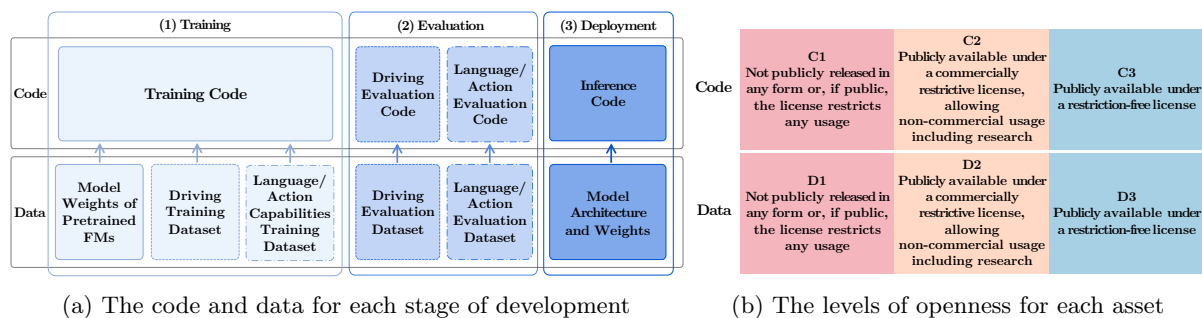 (1) Training
(2) Evaluation
(3) Deployment
Code
Training Code
Driving
Evaluation
Code
Language/
Action
Evaluation
Code
Inference
Code
Data
Model
Weights of
Pretrained
FMs
Driving
Training
Dataset
Language/
Action
Capabilities
Training
Dataset
Driving
Evaluation
Dataset
Language/
Action
Evaluation
Dataset
Model
Architecture
and Weights
(a) The code and data for each stage of development
Code
C1
Not publicly released in
any form or, if public,
the license restricts
any usage
C2
Publicly available under
a commercially
restrictive license,
allowing
non-commercial usage
including research
C3
Publicly available under
a restriction-free license
Data
D1
Not publicly released in
any form or, if public,
the license restricts
any usage
D2
Publicly available under
a commercially
restrictive license,
allowing
non-commercial usage
including research
D3
Publicly available under
a restriction-free license
(b) The levels of openness for each asset